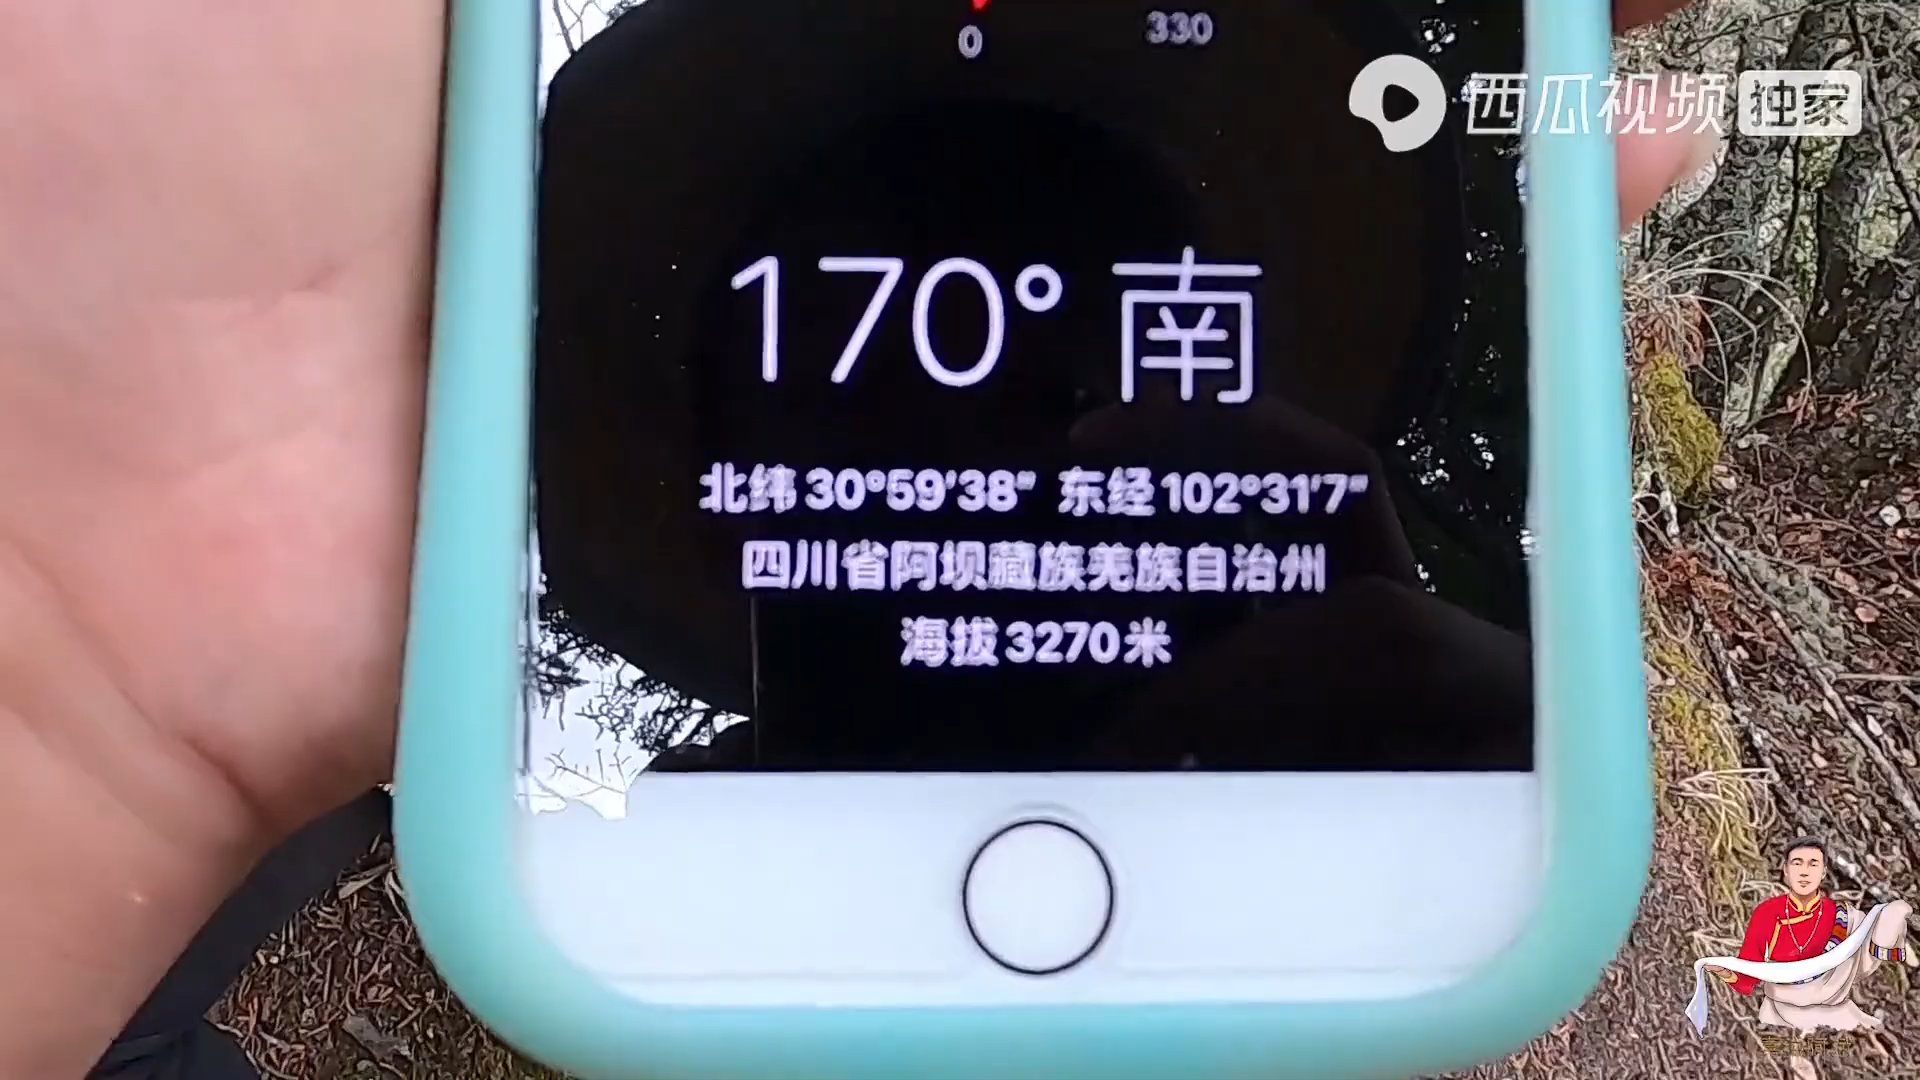 0 330
西瓜视频 独家
170° 南
北纬 30°59'38" 东经 102°31'7"
四川省阿坝藏族羌族自治州
海拔 3270米